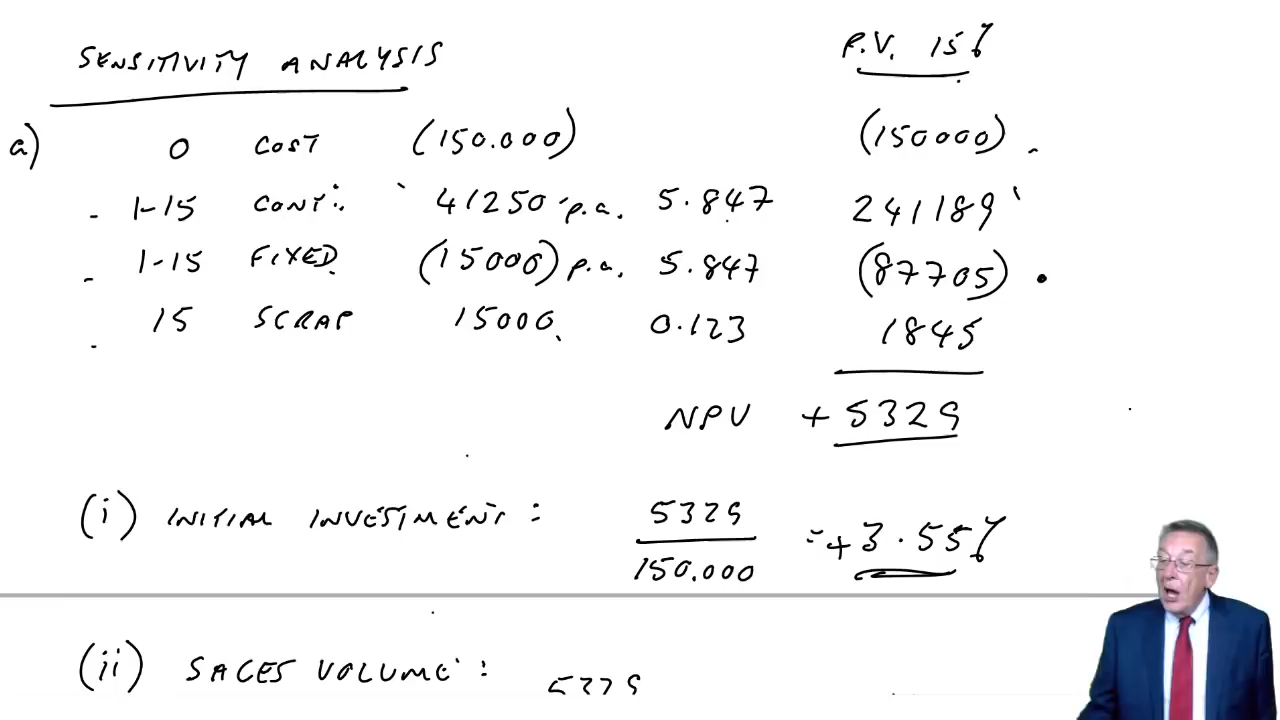 SENSITIVITY ANALYSIS P.V. 15%
a) 0 COST (150.000) (150000)
1-15 CONT: 41250 p.a. 5.847 241189
1-15 FIXED (15000) p.a. 5.847 (87705)
15 SCRAP 15000 0.123 1845
NPV + 5329
(i) INITIAL INVESTMENT: 5329
150.000 = +3.55%
(ii) SALES VOLUME: 5329